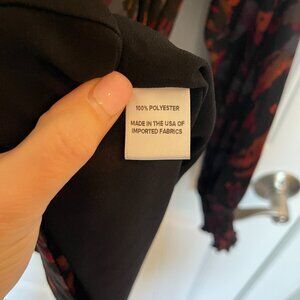 100% POLYESTER
MADE IN THE USA OF
IMPORTED FABRICS